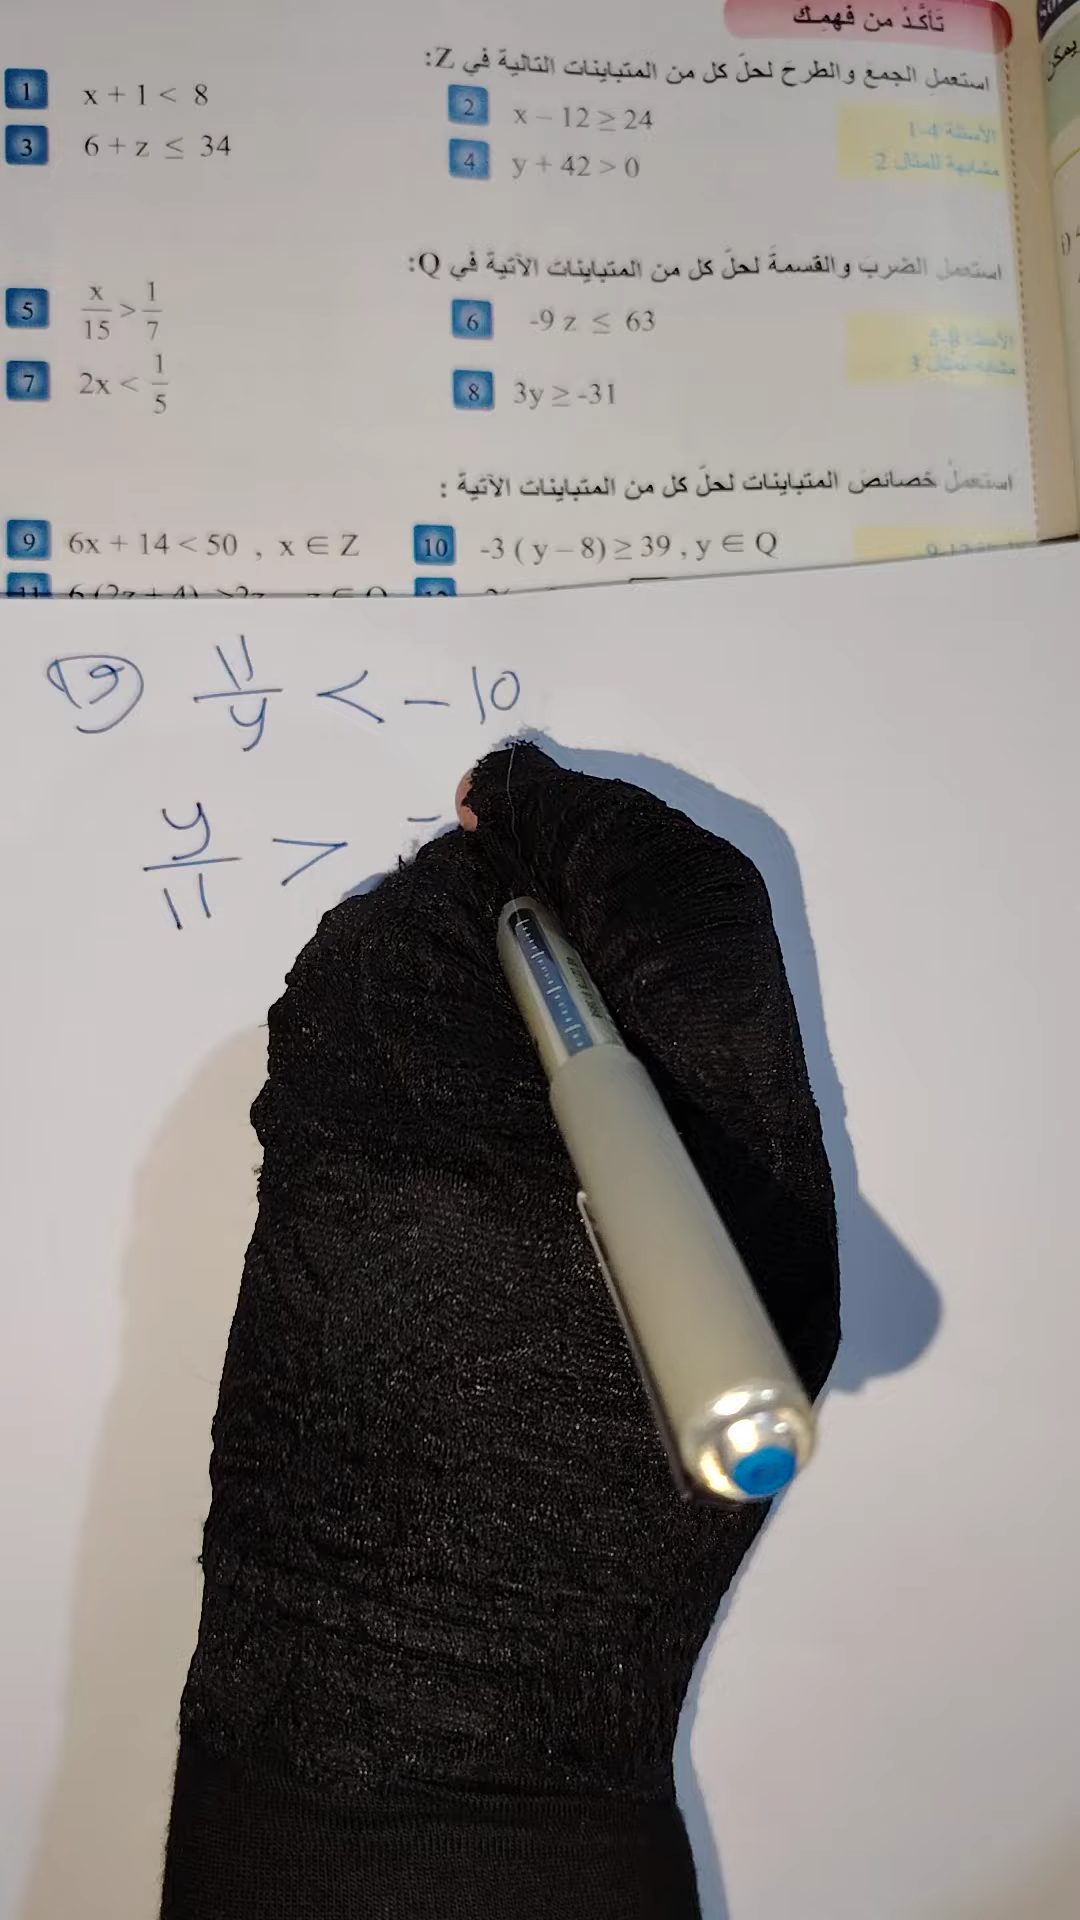 تأكد من فهمك
استعمل الجمع والطرح لحل كل من المتباينات التالية في Z:
1 x + 1 < 8
2 x – 12 ≥ 24
الأسئلة 4-1
3 6 + z ≤ 34
4 y + 42 > 0
مشابهة للمثال 2
استعمل الضرب والقسمة لحل كل من المتباينات الآتية في Q:
5 x/15 > 1/7
6 -9 z ≤ 63
7 2x < 1/5
8 3y ≥ -31
استعمل خصائص المتباينات لحل كل من المتباينات الآتية :
9 6x + 14 < 50 , x ∈ Z
10 -3 ( y – 8) ≥ 39 , y ∈ Q
11/y < - 10
y/11 > -